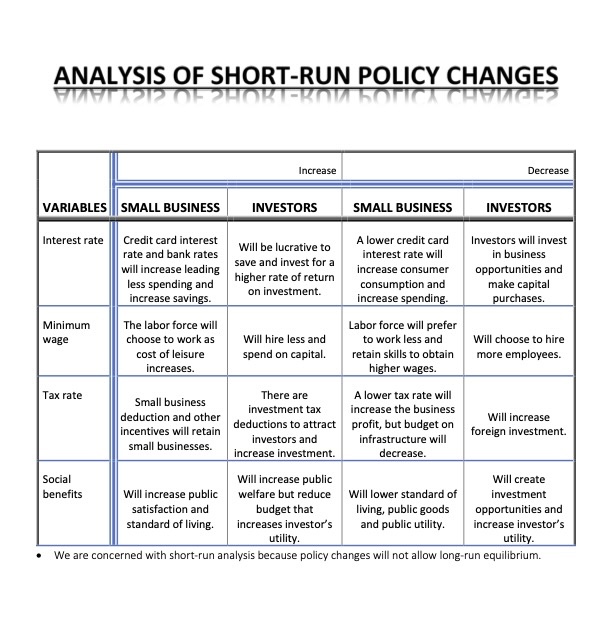 ANALYSIS OF SHORT-RUN POLICY CHANGES
Increase
Decrease
VARIABLES
SMALL BUSINESS
INVESTORS
SMALL BUSINESS
INVESTORS
Interest rate
Credit card interest
rate and bank rates
will increase leading
less spending and
increase savings.
Will be lucrative to
save and invest for a
higher rate of return
on investment.
A lower credit card
interest rate will
increase consumer
consumption and
increase spending.
Investors will invest
in business
opportunities and
make capital
purchases.
Minimum
wage
The labor force will
choose to work as
cost of leisure
increases.
Will hire less and
spend on capital.
Labor force will prefer
to work less and
retain skills to obtain
higher wages.
Will choose to hire
more employees.
Tax rate
Small business
deduction and other
incentives will retain
small businesses.
There are
investment tax
deductions to attract
investors and
increase investment.
A lower tax rate will
increase the business
profit, but budget on
infrastructure will
decrease.
Will increase
foreign investment.
Social
benefits
Will increase public
satisfaction and
standard of living.
Will increase public
welfare but reduce
budget that
increases investor's
utility.
Will lower standard of
living, public goods
and public utility.
Will create
investment
opportunities and
increase investor's
utility.
• We are concerned with short-run analysis because policy changes will not allow long-run equilibrium.